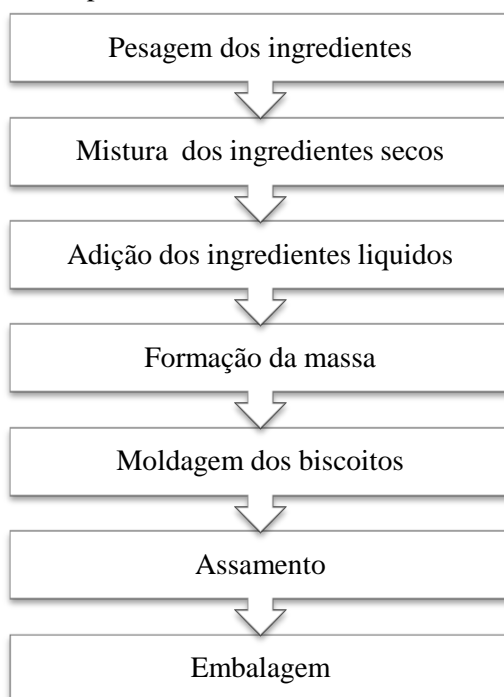 Pesagem dos ingredientes
Mistura dos ingredientes secos
Adição dos ingredientes liquidos
Formação da massa
Moldagem dos biscoitos
Assamento
Embalagem